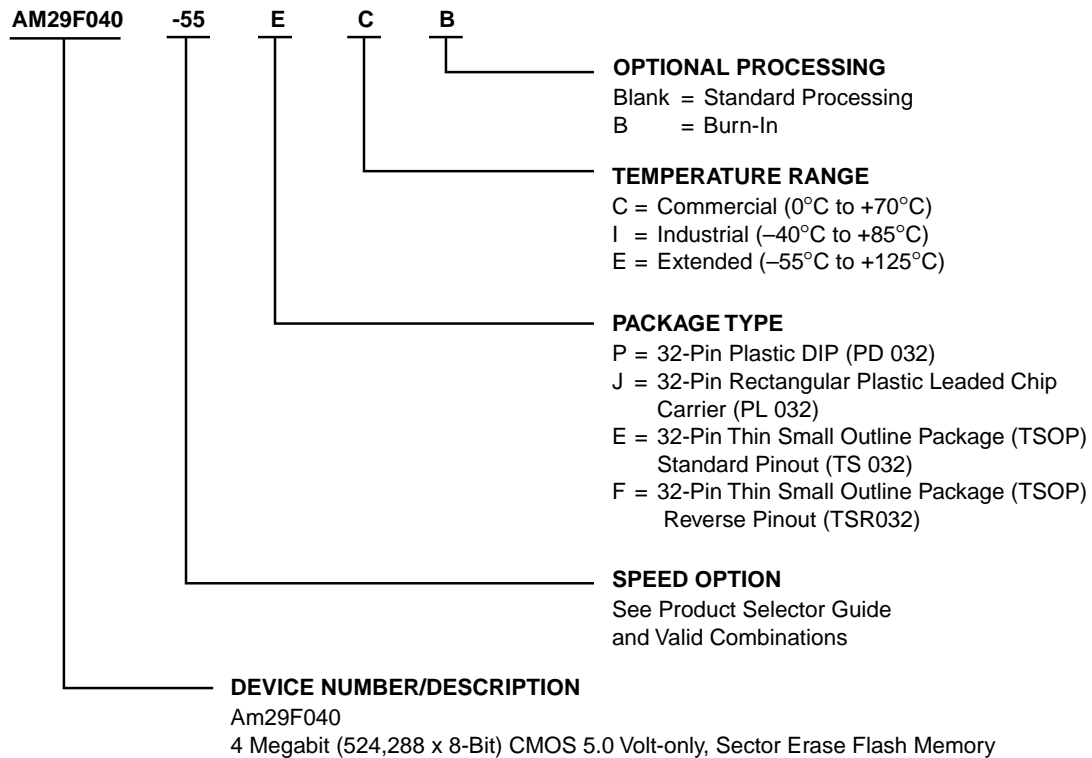 AM29F040 -55 E C B
OPTIONAL PROCESSING
Blank = Standard Processing
B = Burn-In
TEMPERATURE RANGE
C = Commercial (0°C to +70°C)
I = Industrial (–40°C to +85°C)
E = Extended (–55°C to +125°C)
PACKAGE TYPE
P = 32-Pin Plastic DIP (PD 032)
J = 32-Pin Rectangular Plastic Leaded Chip
Carrier (PL 032)
E = 32-Pin Thin Small Outline Package (TSOP)
Standard Pinout (TS 032)
F = 32-Pin Thin Small Outline Package (TSOP)
Reverse Pinout (TSR032)
SPEED OPTION
See Product Selector Guide
and Valid Combinations
DEVICE NUMBER/DESCRIPTION
Am29F040
4 Megabit (524,288 x 8-Bit) CMOS 5.0 Volt-only, Sector Erase Flash Memory